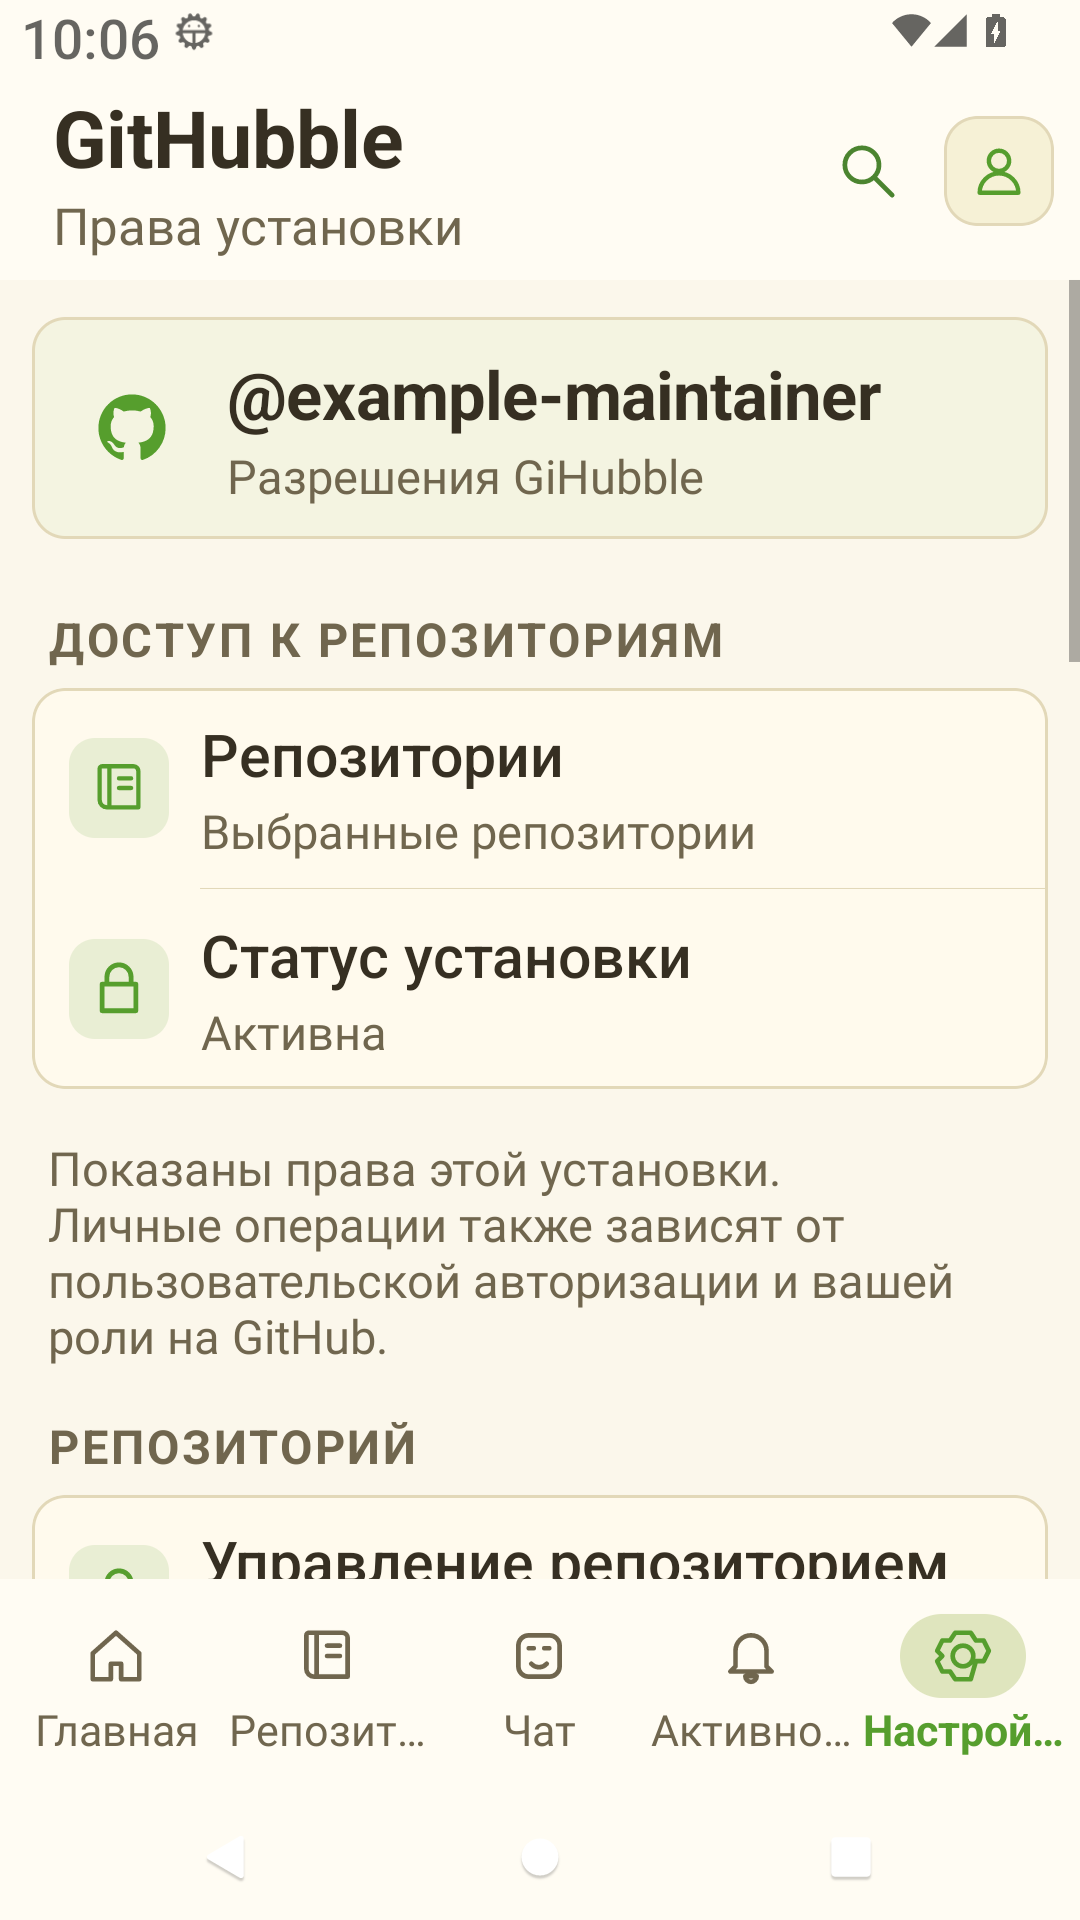 10:06
GitHubble
Права установки
@example-maintainer
Разрешения GiHubble
ДОСТУП К РЕПОЗИТОРИЯМ
Репозитории
Выбранные репозитории
Статус установки
Активна
Показаны права этой установки.
Личные операции также зависят от
пользовательской авторизации и вашей
роли на GitHub.
РЕПОЗИТОРИЙ
Управление репозиторием
Главная
Репозит…
Чат
Активно…
Настрой…